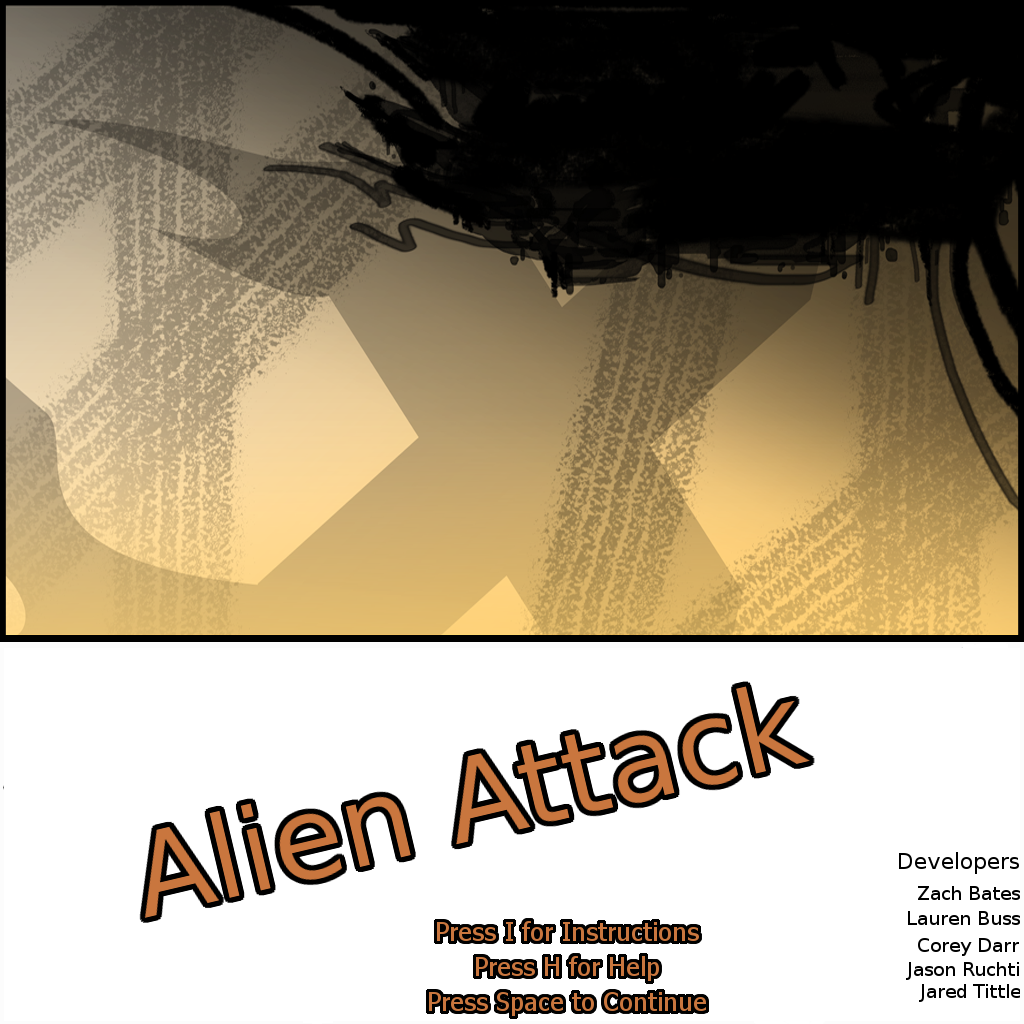 Alien Attack
Press I for Instructions
Press H for Help
Press Space to Continue
Developers
Zach Bates
Lauren Buss
Corey Darr
Jason Ruchti
Jared Tittle